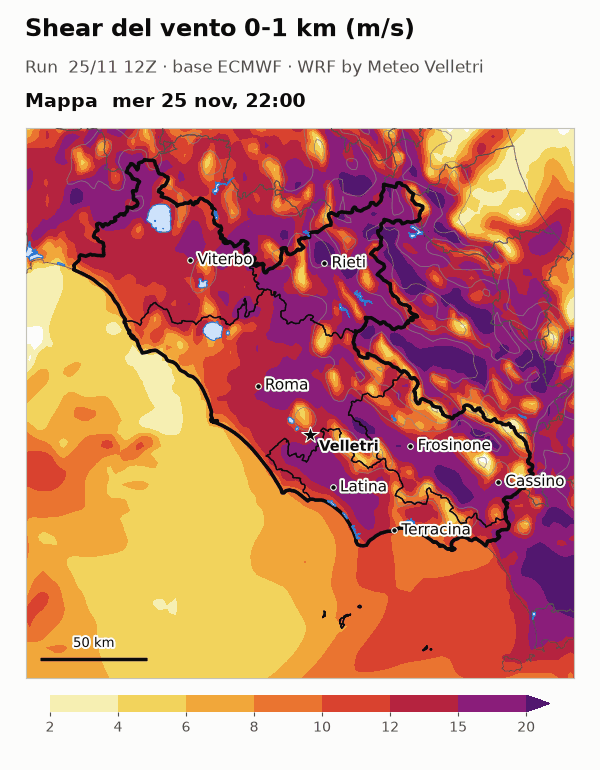 Shear del vento 0-1 km (m/s)
Run  25/11 12Z · base ECMWF · WRF by Meteo Velletri
Mappa  mer 25 nov, 22:00
Viterbo
Rieti
Roma
Velletri
Frosinone
Cassino
Latina
Terracina
50 km
2 4 6 8 10 12 15 20